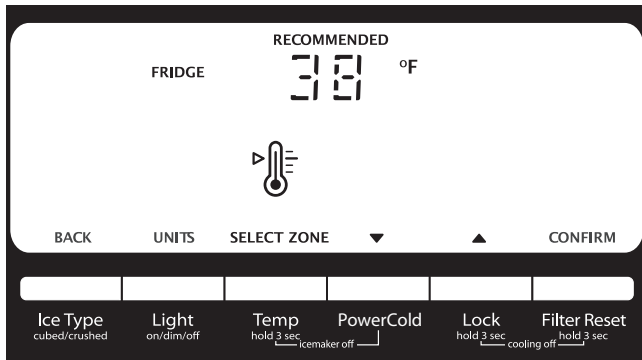 RECOMMENDED
FRIDGE 38 °F
BACK UNITS SELECT ZONE ▼ ▲ CONFIRM
Ice Type Light Temp PowerCold Lock Filter Reset
cubed/crushed on/dim/off hold 3 sec hold 3 sec hold 3 sec
icemaker off cooling off